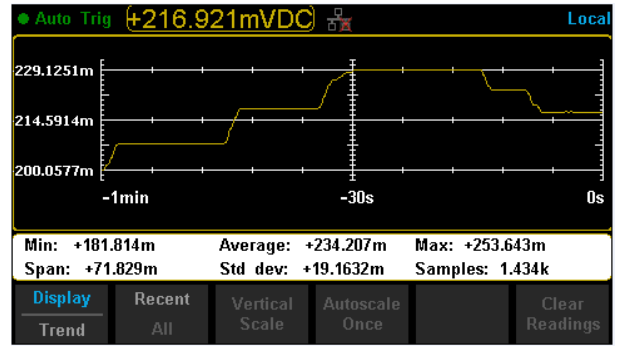 Auto Trig +216.921mVDC Local
229.1251m
214.5914m
200.0577m
-1min -30s 0s
Min: +181.814m Average: +234.207m Max: +253.643m
Span: +71.829m Std dev: +19.1632m Samples: 1.434k
Display Recent Vertical Autoscale Clear
Trend All Scale Once Readings